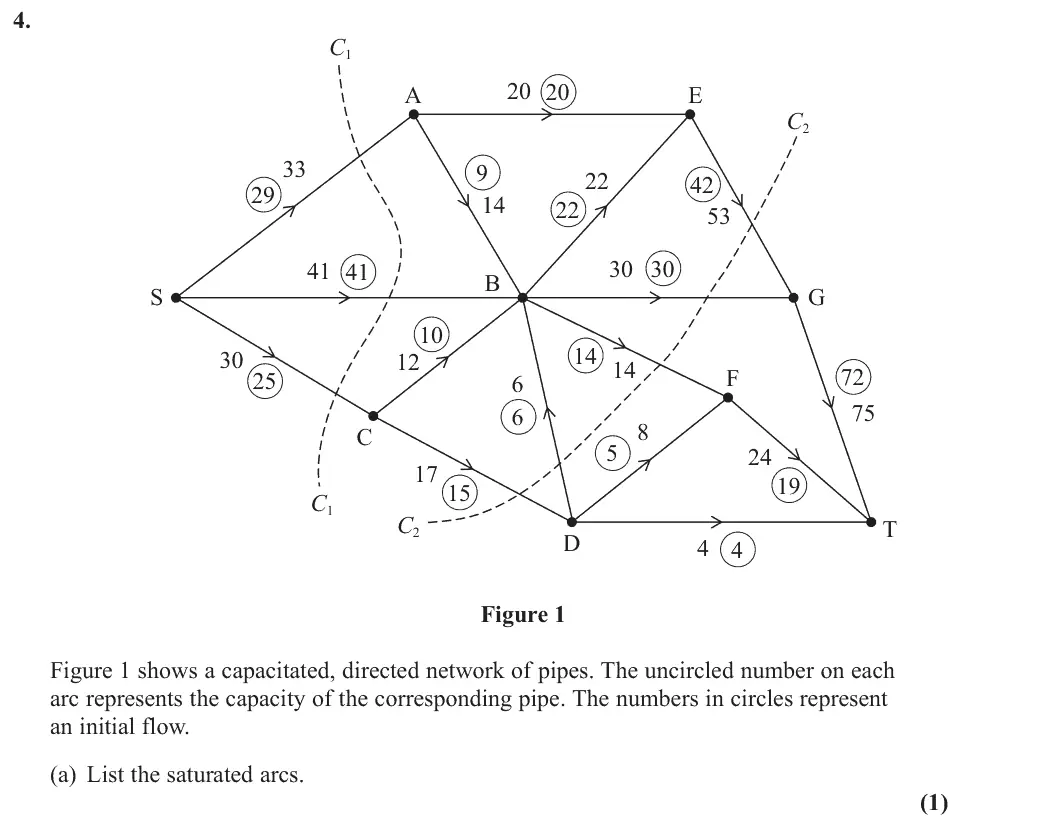 4.
C1
A
20 20
E
C2
33
29
9
14
22
22
42
53
41 41
B
30 30
S
G
10
12
30
25
14
14
6
6
F
72
75
C
8
5
17
15
24
19
C1
C2
D
T
4 4
Figure 1
Figure 1 shows a capacitated, directed network of pipes. The uncircled number on each
arc represents the capacity of the corresponding pipe. The numbers in circles represent
an initial flow.
(a) List the saturated arcs.
(1)